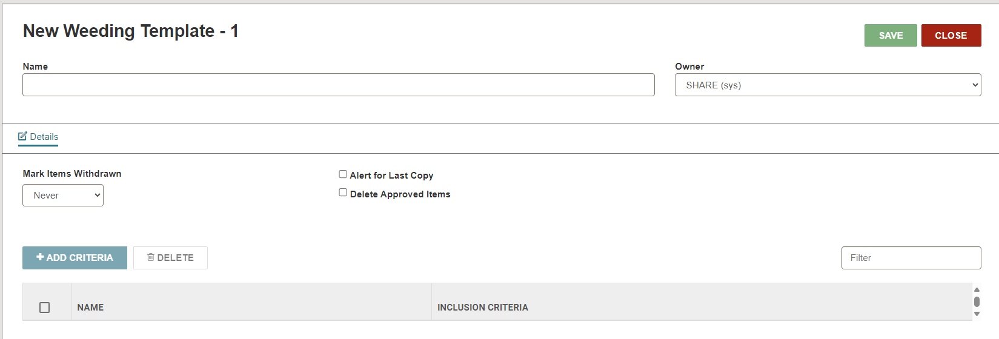 New Weeding Template - 1
SAVE
CLOSE
Name
Owner
SHARE (sys)
Details
Mark Items Withdrawn
Never
Alert for Last Copy
Delete Approved Items
ADD CRITERIA
DELETE
Filter
NAME
INCLUSION CRITERIA